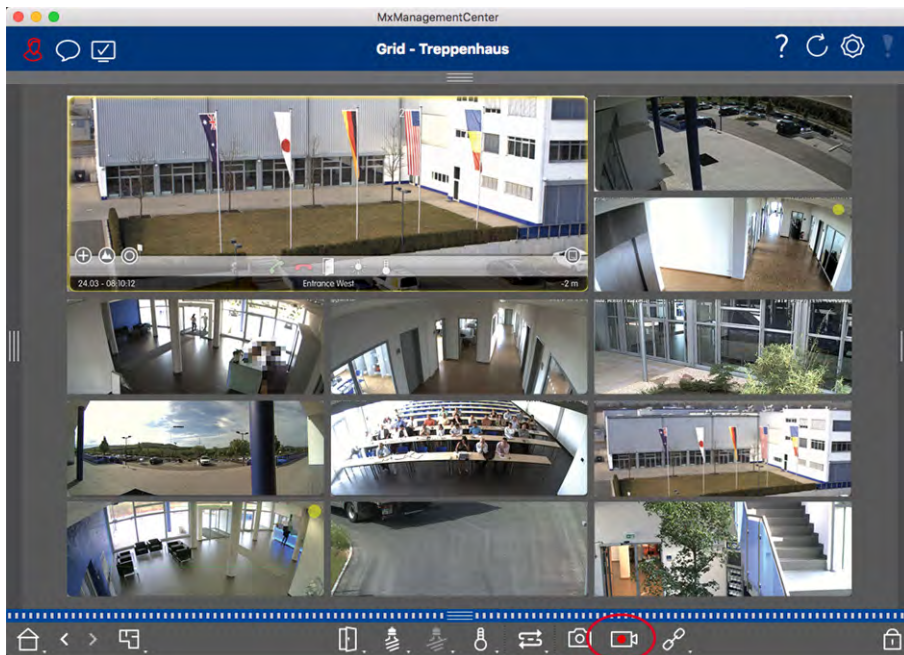 MxManagementCenter
Grid - Treppenhaus
24.03 - 08:10:12
Entrance West
-2 m